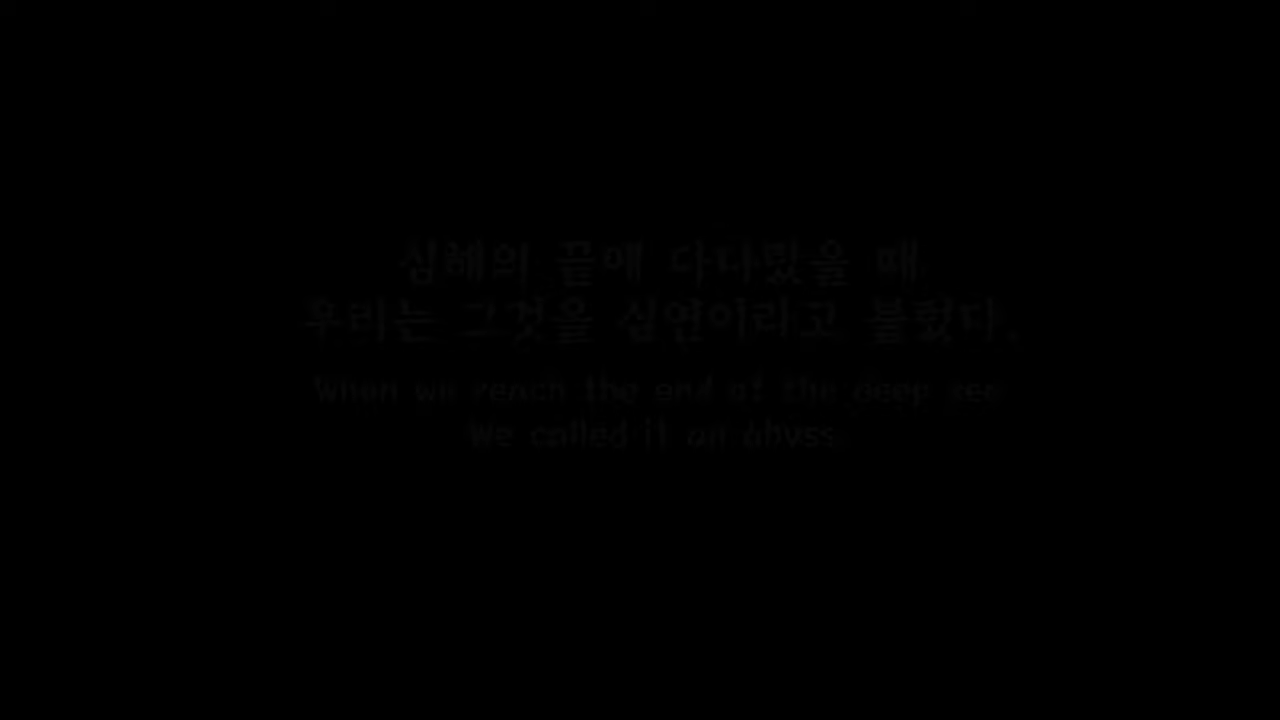 심해의 끝에 다다랐을 때
우리는 그것을 심연이라고 불렀다.
When we reach the end of the deep sea
We called it an abyss